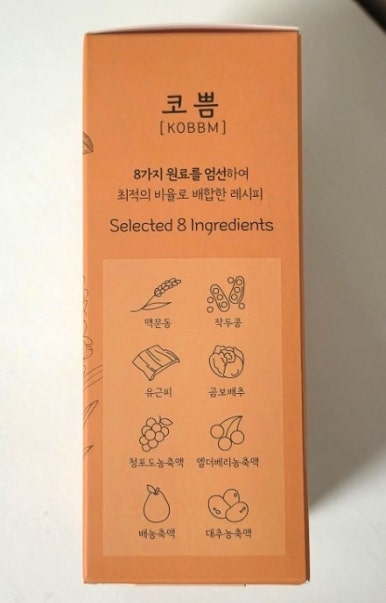 코쁨
[KOBBM]
8가지 원료를 엄선하여
최적의 비율로 배합한 레시피
Selected 8 Ingredients
맥문동 작두콩
유근피 곰보배추
청포도농축액 엘더베리농축액
배농축액 대추농축액